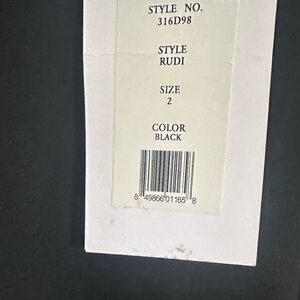 STYLE NO.
316D98
STYLE
RUDI
SIZE
2
COLOR
BLACK
8 49866 01165 8